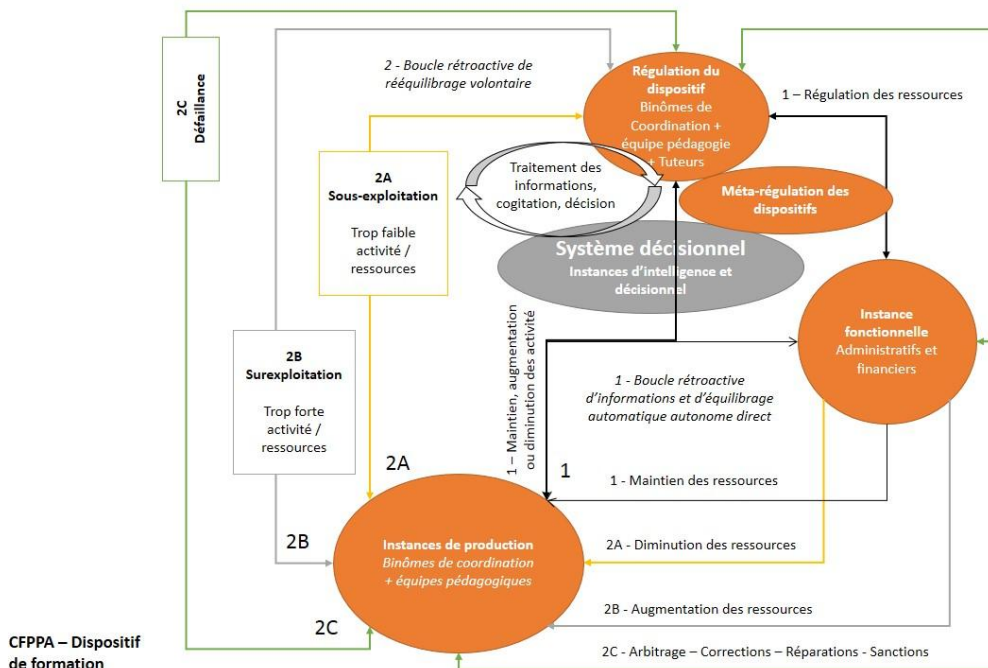 2C
Défaillance
2 - Boucle rétroactive de
rééquilibrage volontaire
Régulation du
dispositif
Binômes de
Coordination +
équipe pédagogie
+ Tuteurs
1 – Régulation des ressources
2A
Sous-exploitation
Trop faible
activité /
ressources
Traitement des
informations,
cogitation, décision
Méta-régulation des
dispositifs
Système décisionnel
Instances d'intelligence et
décisionnel
Instance
fonctionnelle
Administratifs et
financiers
2B
Surexploitation
Trop forte
activité /
ressources
1 – Maintien, augmentation
ou diminution des activité
1 - Boucle rétroactive
d'informations et d'équilibrage
automatique autonome direct
2A
1
1 - Maintien des ressources
2B
Instances de production
Binômes de coordination
+ équipes pédagogiques
2A - Diminution des ressources
2B - Augmentation des ressources
2C
2C - Arbitrage – Corrections – Réparations - Sanctions
CFPPA – Dispositif
de formation